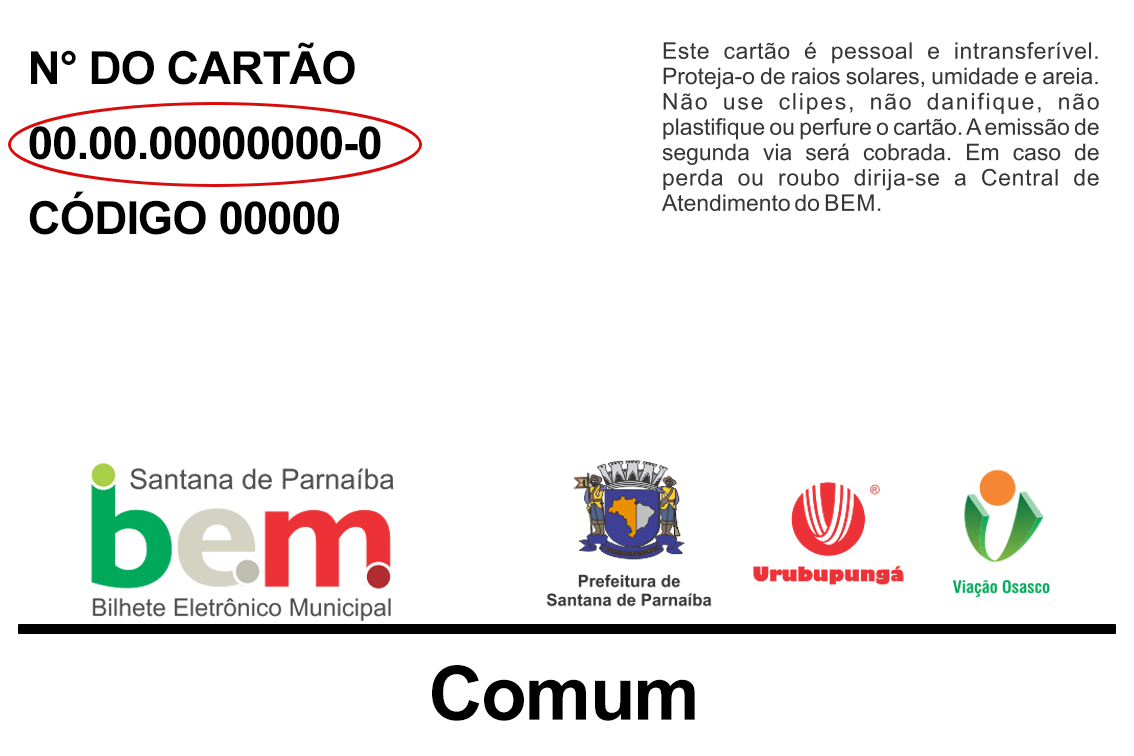 N° DO CARTÃO
00.00.00000000-0
CÓDIGO 00000
Este cartão é pessoal e intransferível.
Proteja-o de raios solares, umidade e areia.
Não use clipes, não danifique, não
plastifique ou perfure o cartão. A emissão de
segunda via será cobrada. Em caso de
perda ou roubo dirija-se a Central de
Atendimento do BEM.
Santana de Parnaíba
bem
Bilhete Eletrônico Municipal
Prefeitura de
Santana de Parnaíba
®
Urubupungá
Viação Osasco
Comum